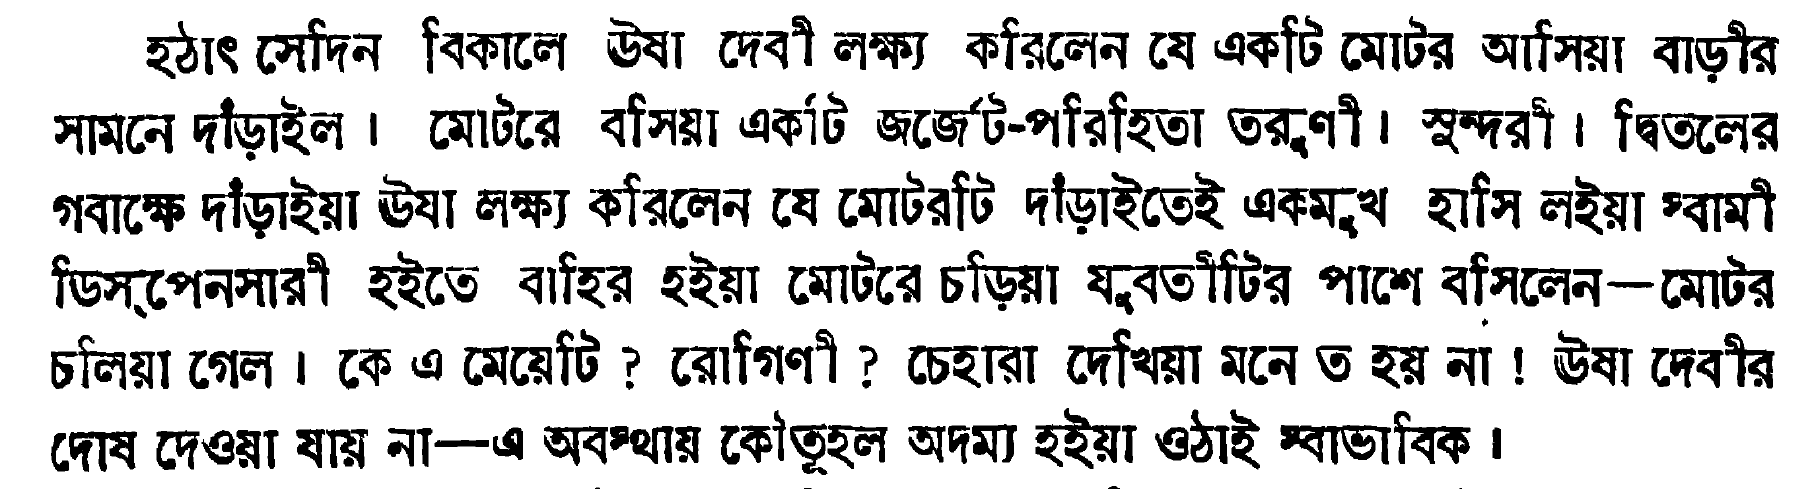 হঠাৎ সেদিন বিকালে ঊষা দেবী লক্ষ্য করিলেন যে একটি মোটর আসিয়া বাড়ীর
সামনে দাঁড়াইল। মোটরে বসিয়া একটি জর্জেট-পরিহিতা তরুণী। সুন্দরী। দ্বিতলের
গবাক্ষে দাঁড়াইয়া ঊষা লক্ষ্য করিলেন যে মোটরটি দাঁড়াইতেই একমুখ হাসি লইয়া স্বামী
ডিস্পেনসারী হইতে বাহির হইয়া মোটরে চড়িয়া যুবতীটির পাশে বসিলেন—মোটর
চলিয়া গেল। কে এ মেয়েটি? রোগিণী? চেহারা দেখিয়া মনে ত হয় না! ঊষা দেবীর
দোষ দেওয়া যায় না—এ অবস্থায় কৌতূহল অদম্য হইয়া ওঠাই স্বাভাবিক।